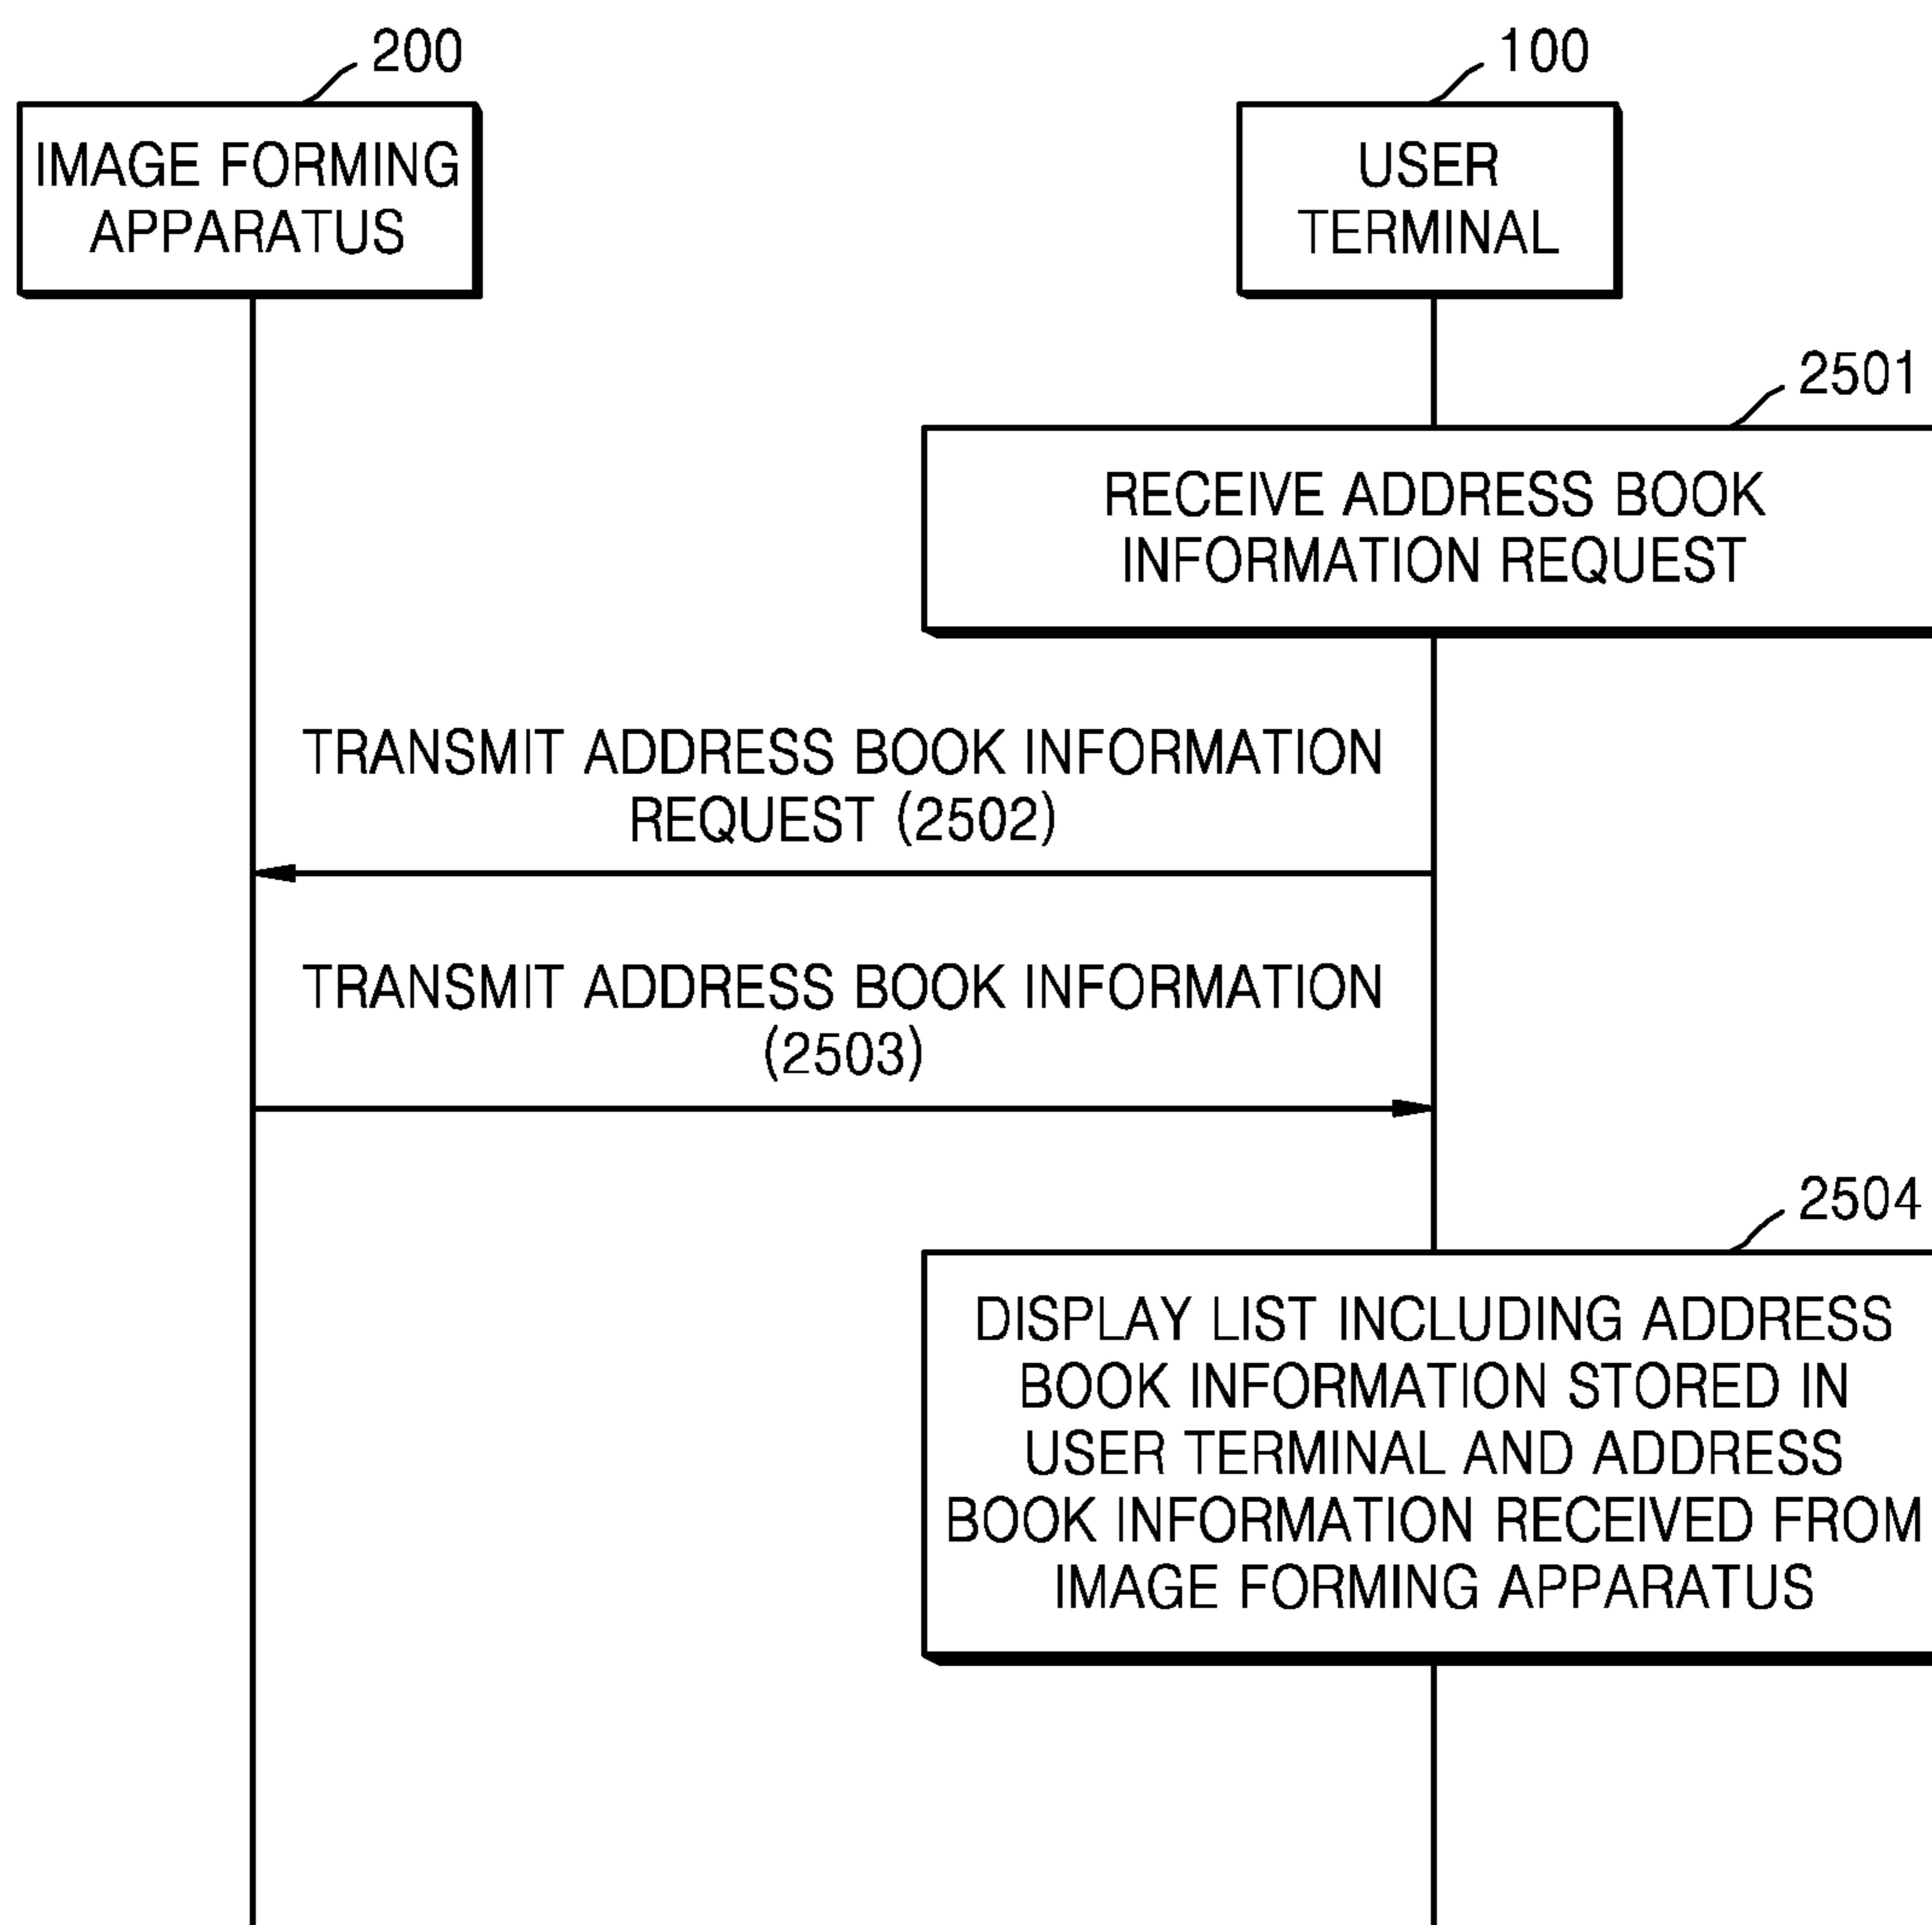 200
100
IMAGE FORMING
APPARATUS
USER
TERMINAL
2501
RECEIVE ADDRESS BOOK
INFORMATION REQUEST
TRANSMIT ADDRESS BOOK INFORMATION
REQUEST (2502)
TRANSMIT ADDRESS BOOK INFORMATION
(2503)
2504
DISPLAY LIST INCLUDING ADDRESS
BOOK INFORMATION STORED IN
USER TERMINAL AND ADDRESS
BOOK INFORMATION RECEIVED FROM
IMAGE FORMING APPARATUS